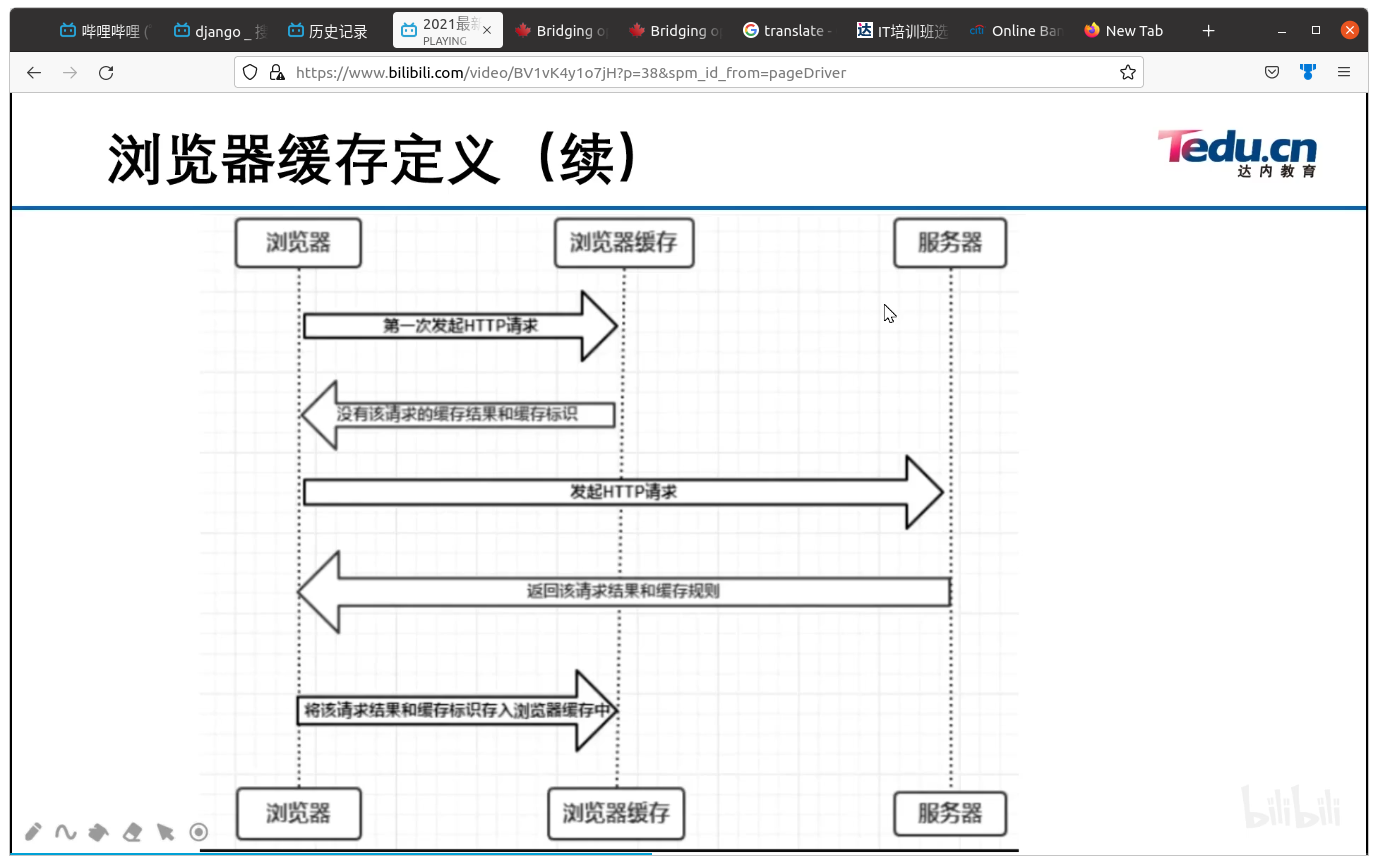 哔哩哔哩 (
django _ 搜
历史记录
2021最新
PLAYING
Bridging o
Bridging o
translate -
IT培训班选
citi
Online Ban
New Tab
https://www.bilibili.com/video/BV1vK4y1o7jH?p=38&spm_id_from=pageDriver
浏览器缓存定义（续）
Tedu.cn
达内教育
浏览器
浏览器缓存
服务器
第一次发起HTTP请求
没有该请求的缓存结果和缓存标识
发起HTTP请求
返回该请求结果和缓存规则
将该请求结果和缓存标识存入浏览器缓存中
浏览器
浏览器缓存
服务器
bilibili